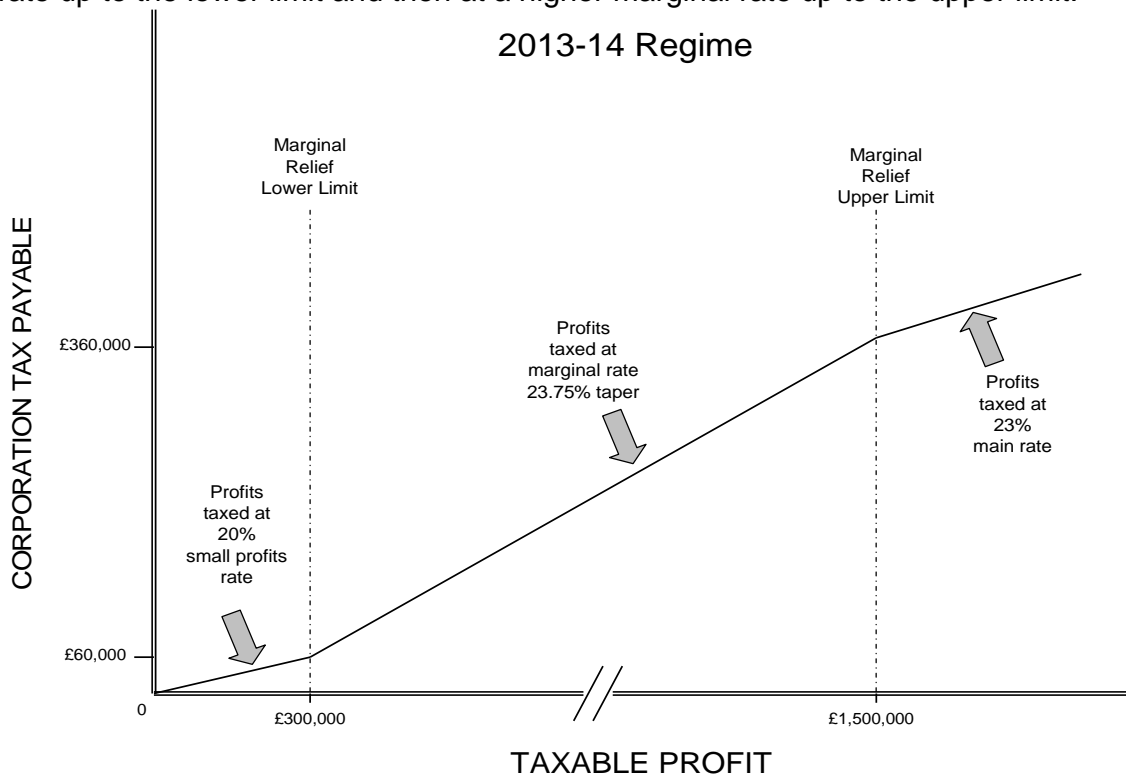 rate up to the lower limit and then at a higher marginal rate up to the upper limit.
2013-14 Regime
Marginal
Relief
Lower Limit
Marginal
Relief
Upper Limit
CORPORATION TAX PAYABLE
£360,000
Profits
taxed at
marginal rate
23.75% taper
Profits
taxed at
23%
main rate
Profits
taxed at
20%
small profits
rate
£60,000
0
£300,000
£1,500,000
TAXABLE PROFIT